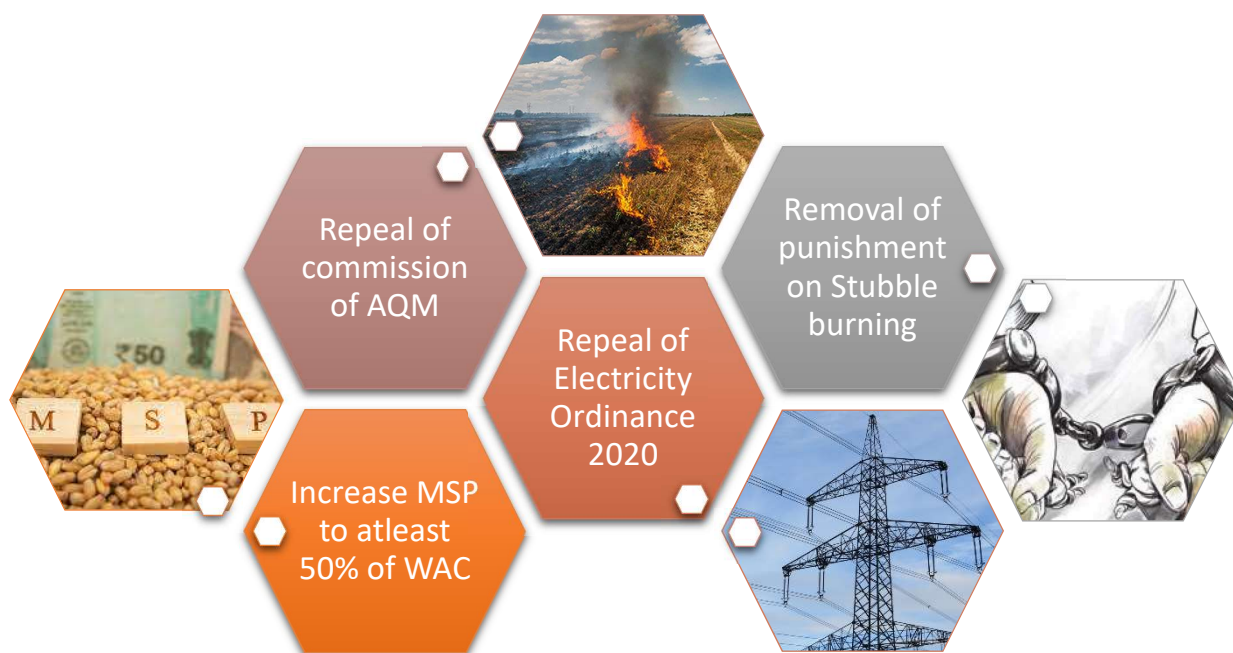 Repeal of
commission
of AQM
Removal of
punishment
on Stubble
burning
₹50
M S P
Repeal of
Electricity
Ordinance
2020
Increase MSP
to atleast
50% of WAC